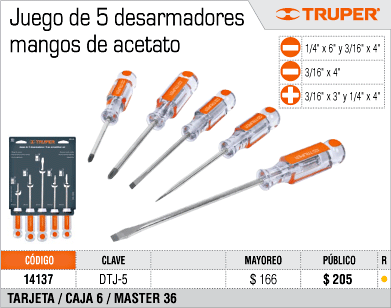 Juego de 5 desarmadores
mangos de acetato
TRUPER
1/4" x 6" y 3/16" x 4"
3/16" x 4"
3/16" x 3" y 1/4" x 4"
TRUPER
CÓDIGO CLAVE MAYOREO PÚBLICO R
14137 DTJ-5 $ 166 $ 205
TARJETA / CAJA 6 / MASTER 36